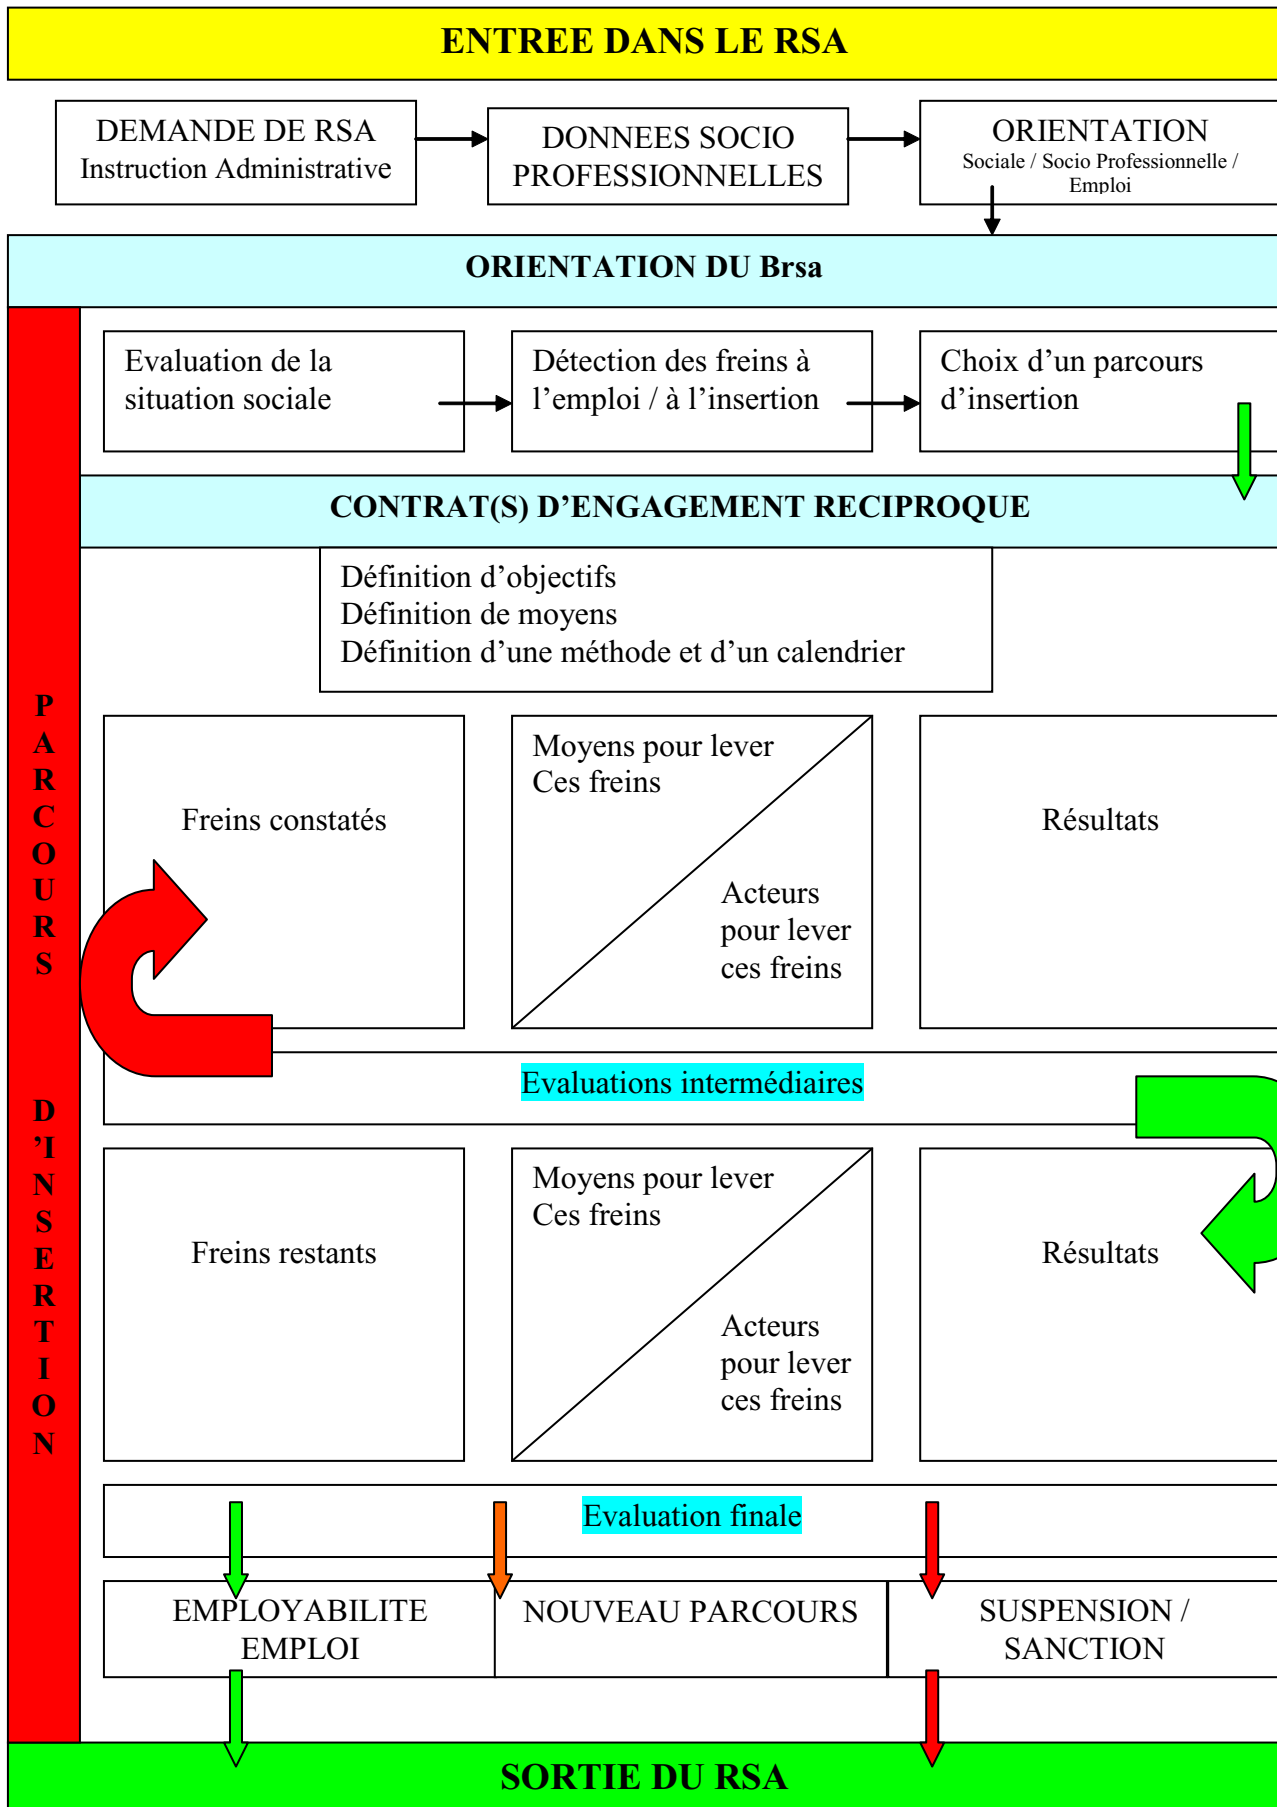 ENTREE DANS LE RSA
DEMANDE DE RSA
Instruction Administrative
DONNEES SOCIO
PROFESSIONNELLES
ORIENTATION
Sociale / Socio Professionnelle /
Emploi
ORIENTATION DU Brsa
Evaluation de la
situation sociale
Détection des freins à
l’emploi / à l’insertion
Choix d’un parcours
d’insertion
CONTRAT(S) D’ENGAGEMENT RECIPROQUE
Définition d’objectifs
Définition de moyens
Définition d’une méthode et d’un calendrier
P
A
R
C
O
U
R
S
D
’I
N
S
E
R
T
I
O
N
Freins constatés
Moyens pour lever
Ces freins
Acteurs
pour lever
ces freins
Résultats
Evaluations intermédiaires
Freins restants
Moyens pour lever
Ces freins
Acteurs
pour lever
ces freins
Résultats
Evaluation finale
EMPLOYABILITE
EMPLOI
NOUVEAU PARCOURS
SUSPENSION /
SANCTION
SORTIE DU RSA